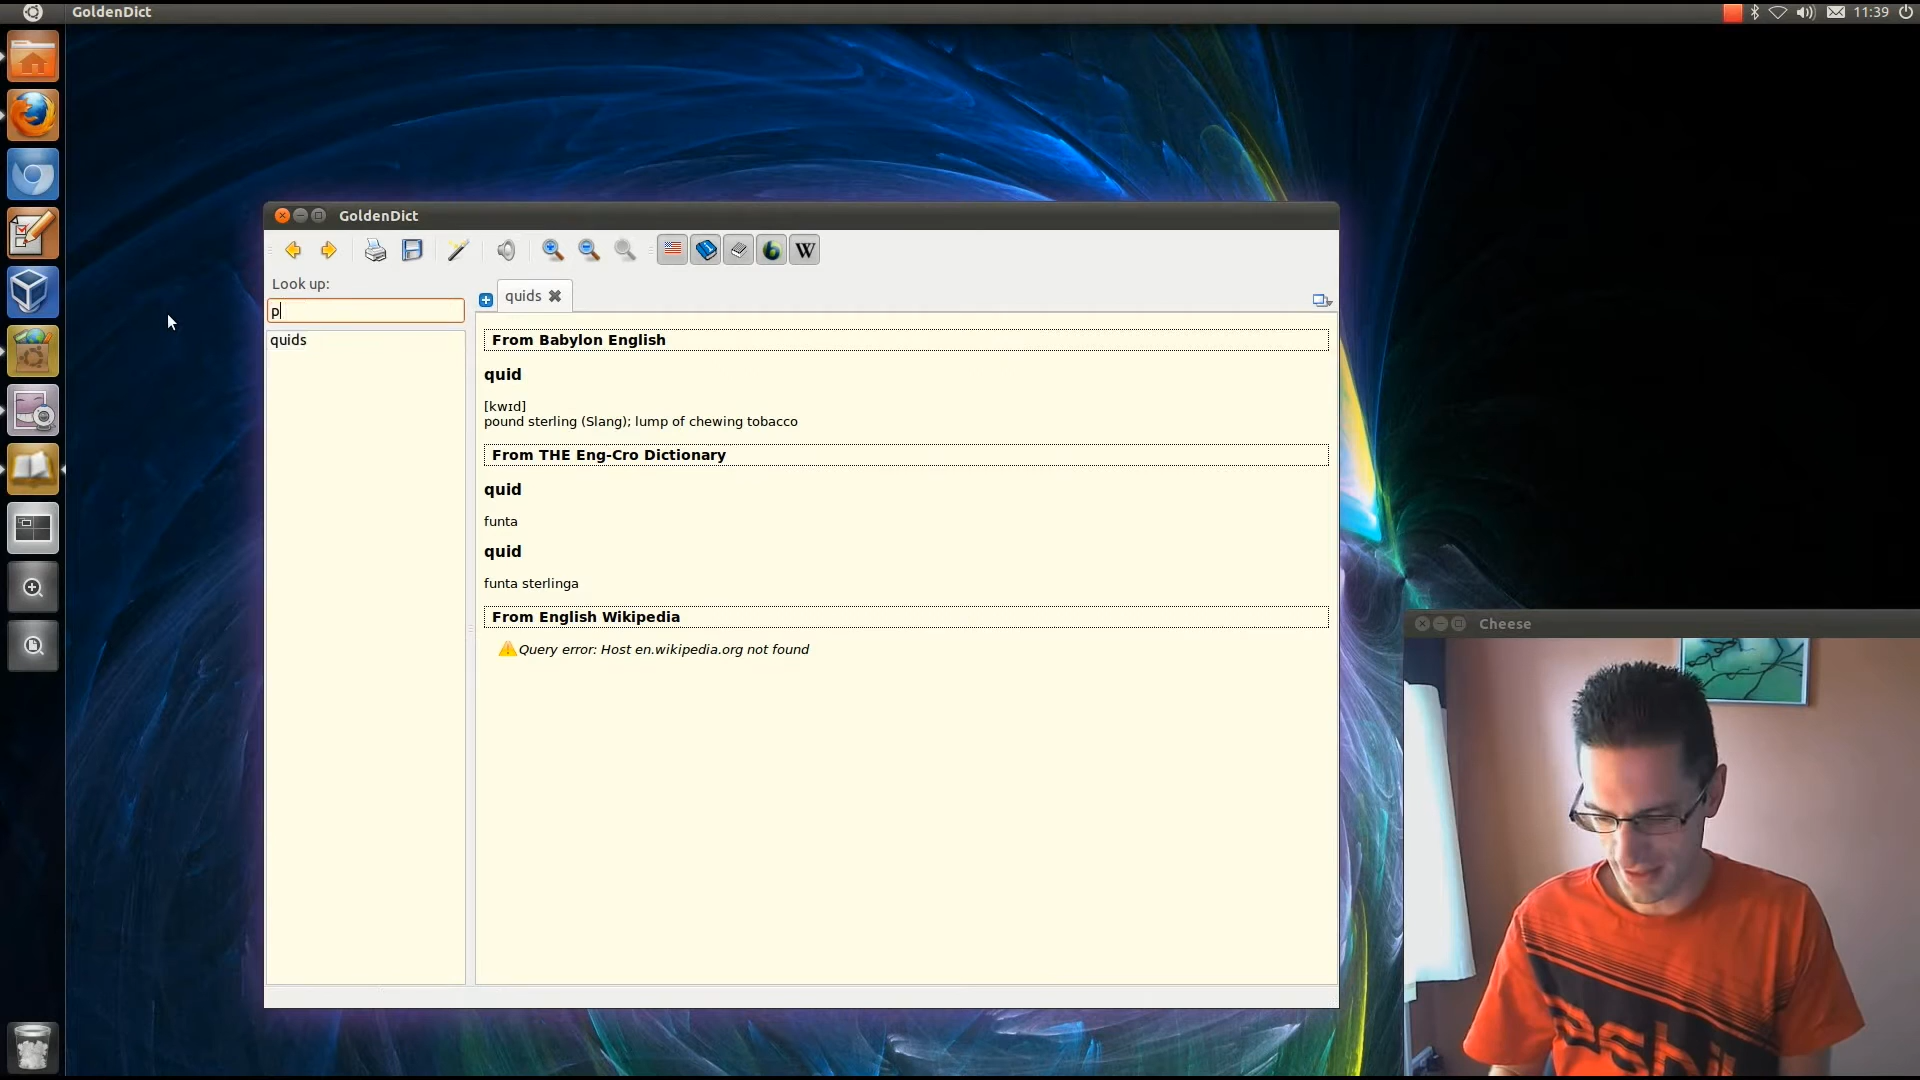 GoldenDict
11:39
GoldenDict
Look up:
p
quids
quids
From Babylon English
quid
[kwɪd]
pound sterling (Slang); lump of chewing tobacco
From THE Eng-Cro Dictionary
quid
funta
quid
funta sterlinga
From English Wikipedia
Query error: Host en.wikipedia.org not found
Cheese